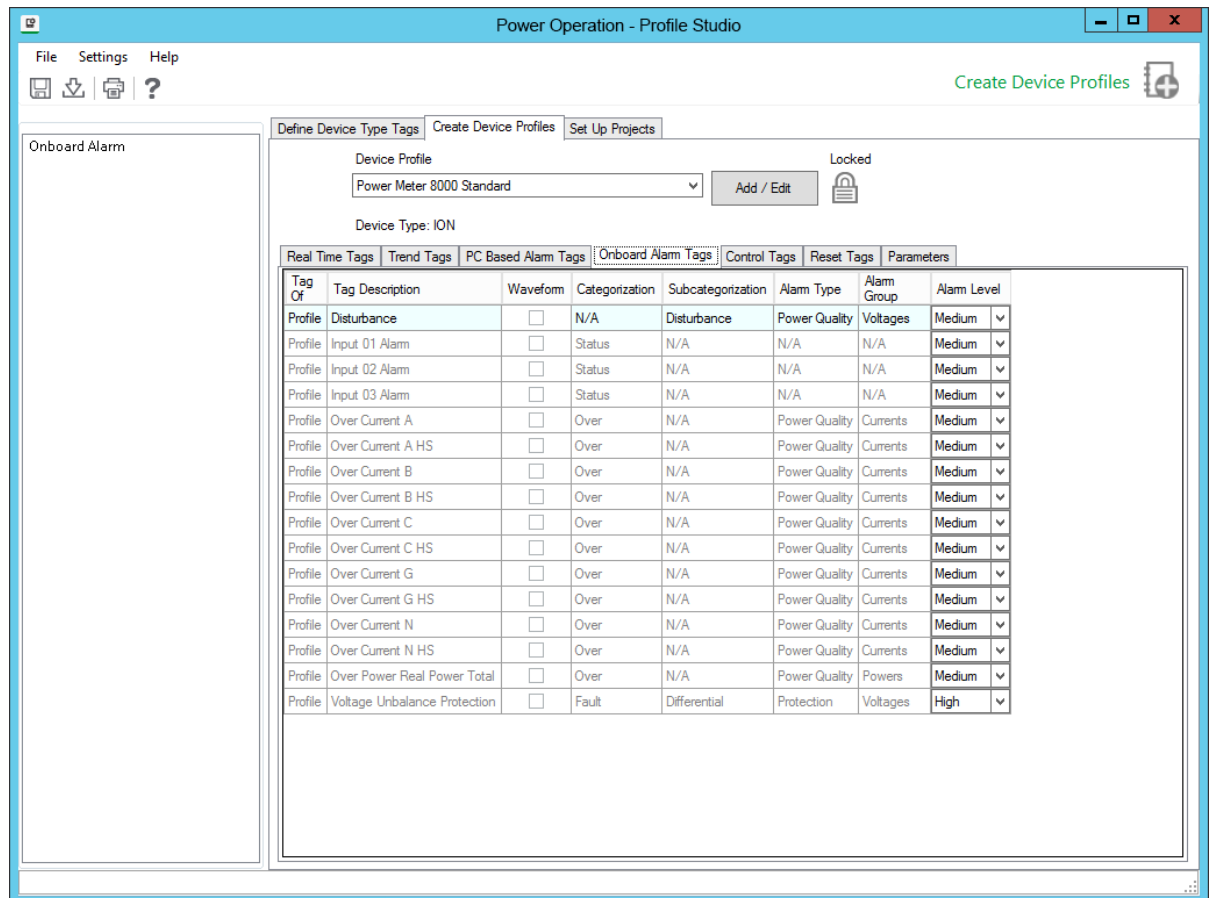 Power Operation - Profile Studio
File Settings Help
Create Device Profiles
Onboard Alarm
Define Device Type Tags Create Device Profiles Set Up Projects
Device Profile Locked
Power Meter 8000 Standard Add / Edit
Device Type: ION
Real Time Tags Trend Tags PC Based Alarm Tags Onboard Alarm Tags Control Tags Reset Tags Parameters
Tag Of Tag Description Waveform Categorization Subcategorization Alarm Type Alarm Group Alarm Level
Profile Disturbance N/A Disturbance Power Quality Voltages Medium
Profile Input 01 Alarm Status N/A N/A N/A Medium
Profile Input 02 Alarm Status N/A N/A N/A Medium
Profile Input 03 Alarm Status N/A N/A N/A Medium
Profile Over Current A Over N/A Power Quality Currents Medium
Profile Over Current A HS Over N/A Power Quality Currents Medium
Profile Over Current B Over N/A Power Quality Currents Medium
Profile Over Current B HS Over N/A Power Quality Currents Medium
Profile Over Current C Over N/A Power Quality Currents Medium
Profile Over Current C HS Over N/A Power Quality Currents Medium
Profile Over Current G Over N/A Power Quality Currents Medium
Profile Over Current G HS Over N/A Power Quality Currents Medium
Profile Over Current N Over N/A Power Quality Currents Medium
Profile Over Current N HS Over N/A Power Quality Currents Medium
Profile Over Power Real Power Total Over N/A Power Quality Powers Medium
Profile Voltage Unbalance Protection Fault Differential Protection Voltages High